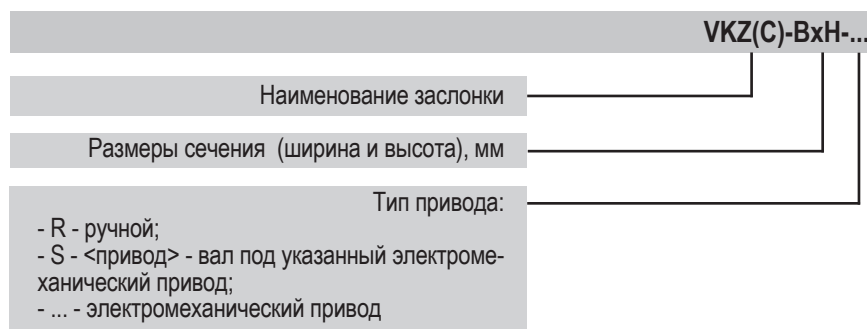 VKZ(C)-BxH-...
Наименование заслонки
Размеры сечения (ширина и высота), мм
Тип привода:
- R - ручной;
- S - <привод> - вал под указанный электроме-
ханический привод;
- ... - электромеханический привод